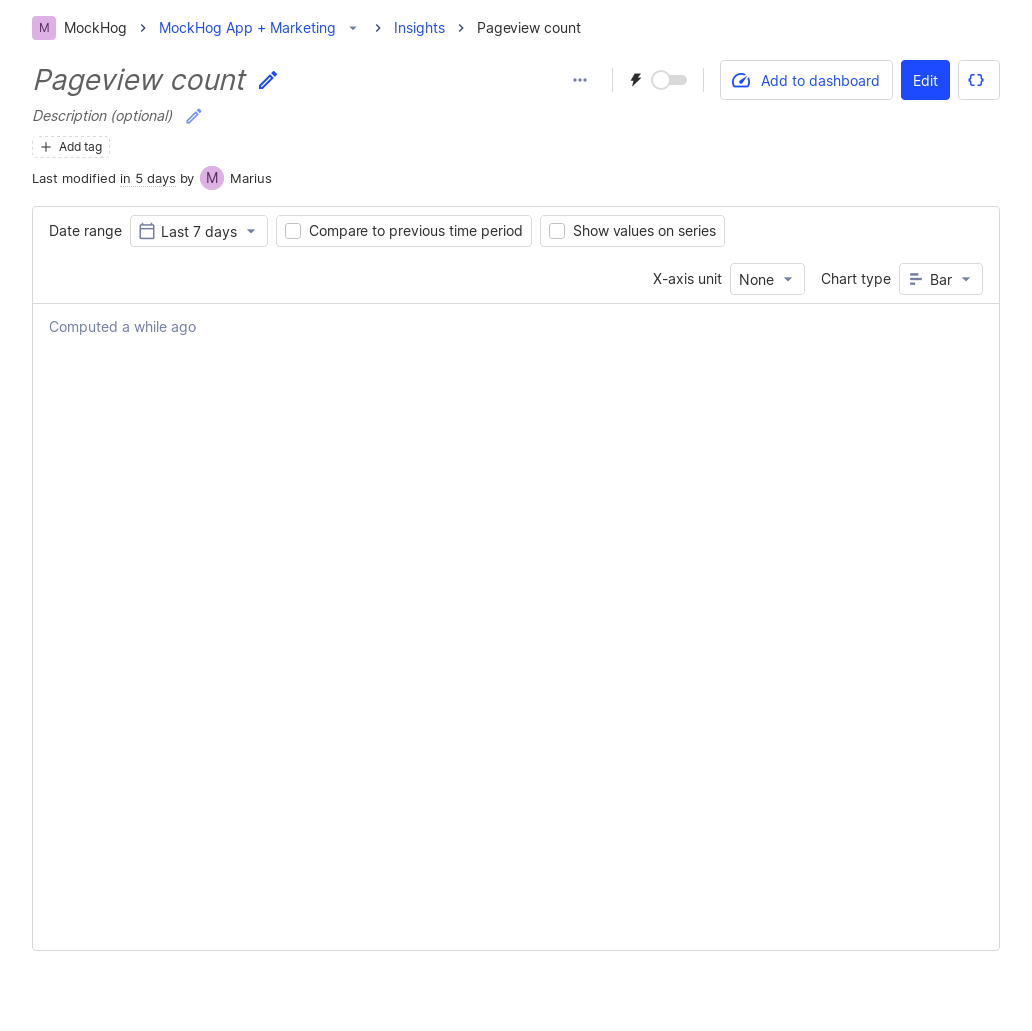 M MockHog MockHog App + Marketing Insights Pageview count
Pageview count
Add to dashboard Edit
Description (optional)
Add tag
Last modified in 5 days by M Marius
Date range Last 7 days Compare to previous time period Show values on series
X-axis unit None Chart type Bar
Computed a while ago